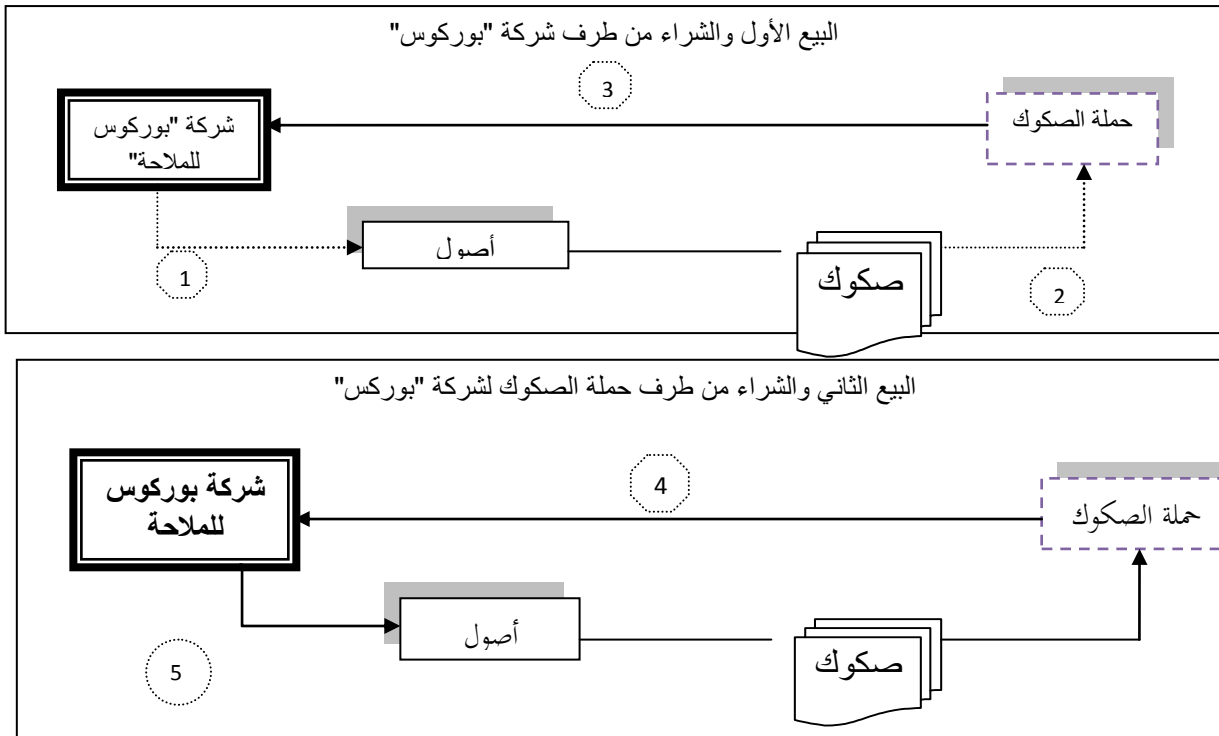 البيع الأول والشراء من طرف شركة "بوركوس"
3
حملة الصكوك
شركة "بوركوس
للملاحة"
أصول
صكوك
1
2
البيع الثاني والشراء من طرف حملة الصكوك لشركة "بوركس"
4
حملة الصكوك
شركة بوركوس
للملاحة
أصول
صكوك
5